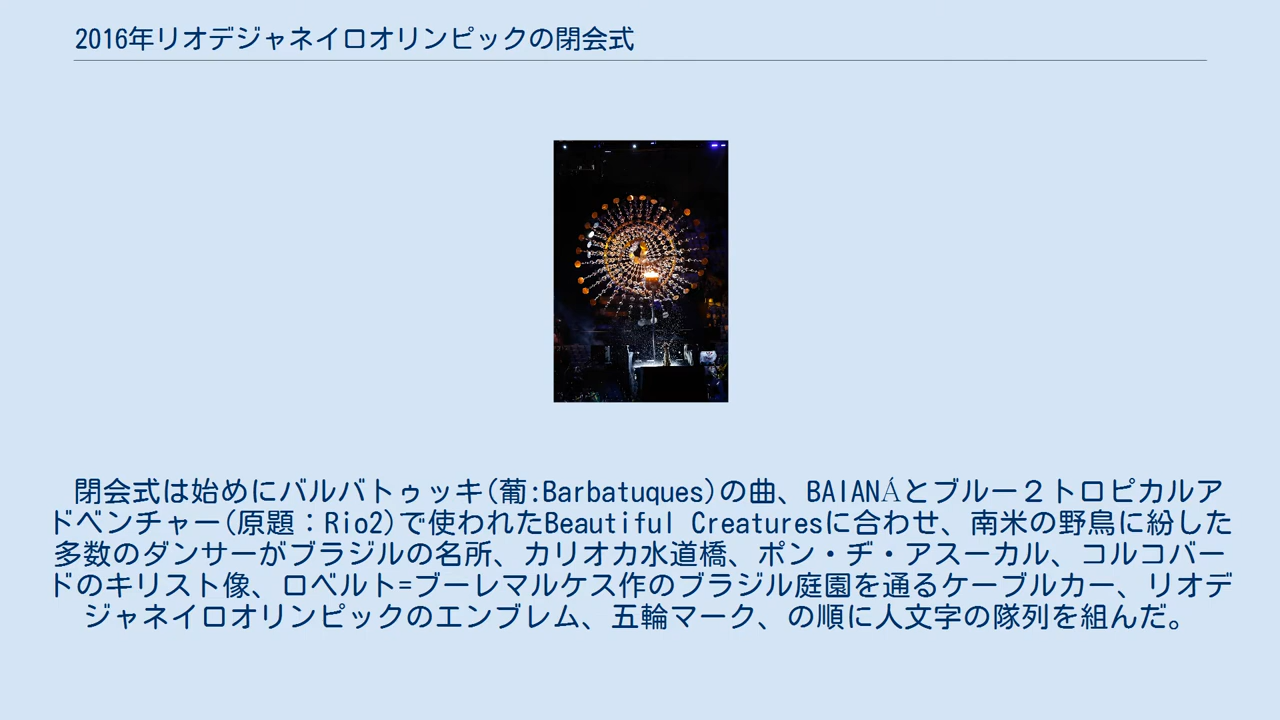 2016年リオデジャネイロオリンピックの閉会式
閉会式は始めにバルバトゥッキ(葡:Barbatuques)の曲、BAIANÁとブルー２トロピカルア
ドベンチャー(原題：Rio2)で使われたBeautiful Creaturesに合わせ、南米の野鳥に紛した
多数のダンサーがブラジルの名所、カリオカ水道橋、ポン・ヂ・アスーカル、コルコバー
ドのキリスト像、ロベルト=ブーレマルケス作のブラジル庭園を通るケーブルカー、リオデ
ジャネイロオリンピックのエンブレム、五輪マーク、の順に人文字の隊列を組んだ。